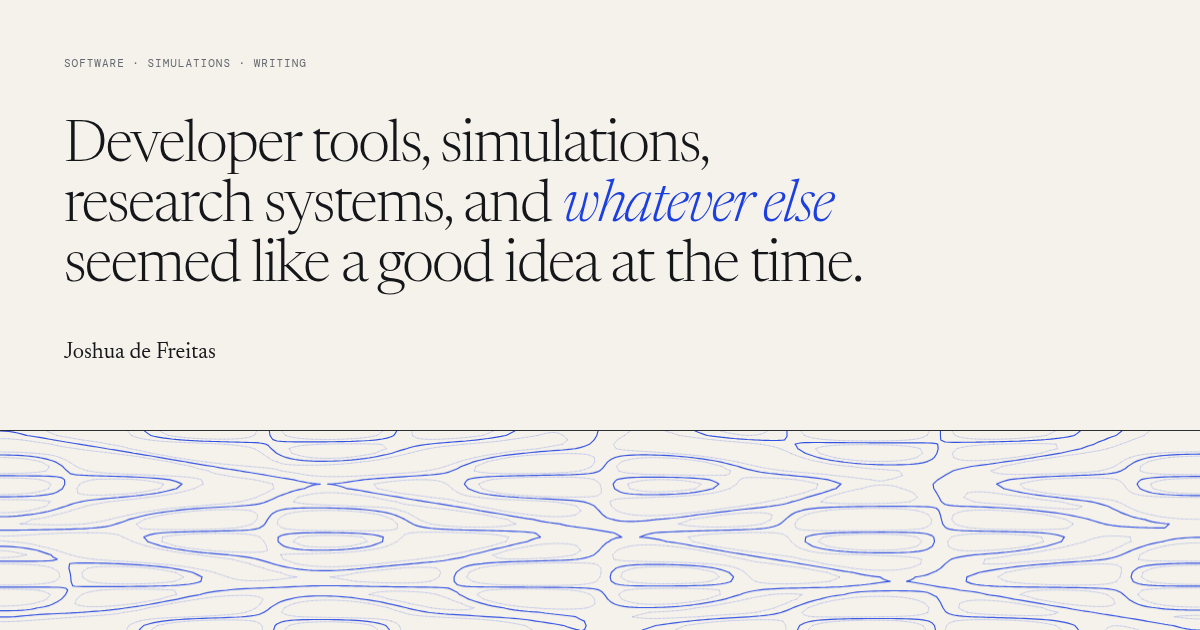 SOFTWARE · SIMULATIONS · WRITING
Developer tools, simulations,
research systems, and whatever else
seemed like a good idea at the time.
Joshua de Freitas